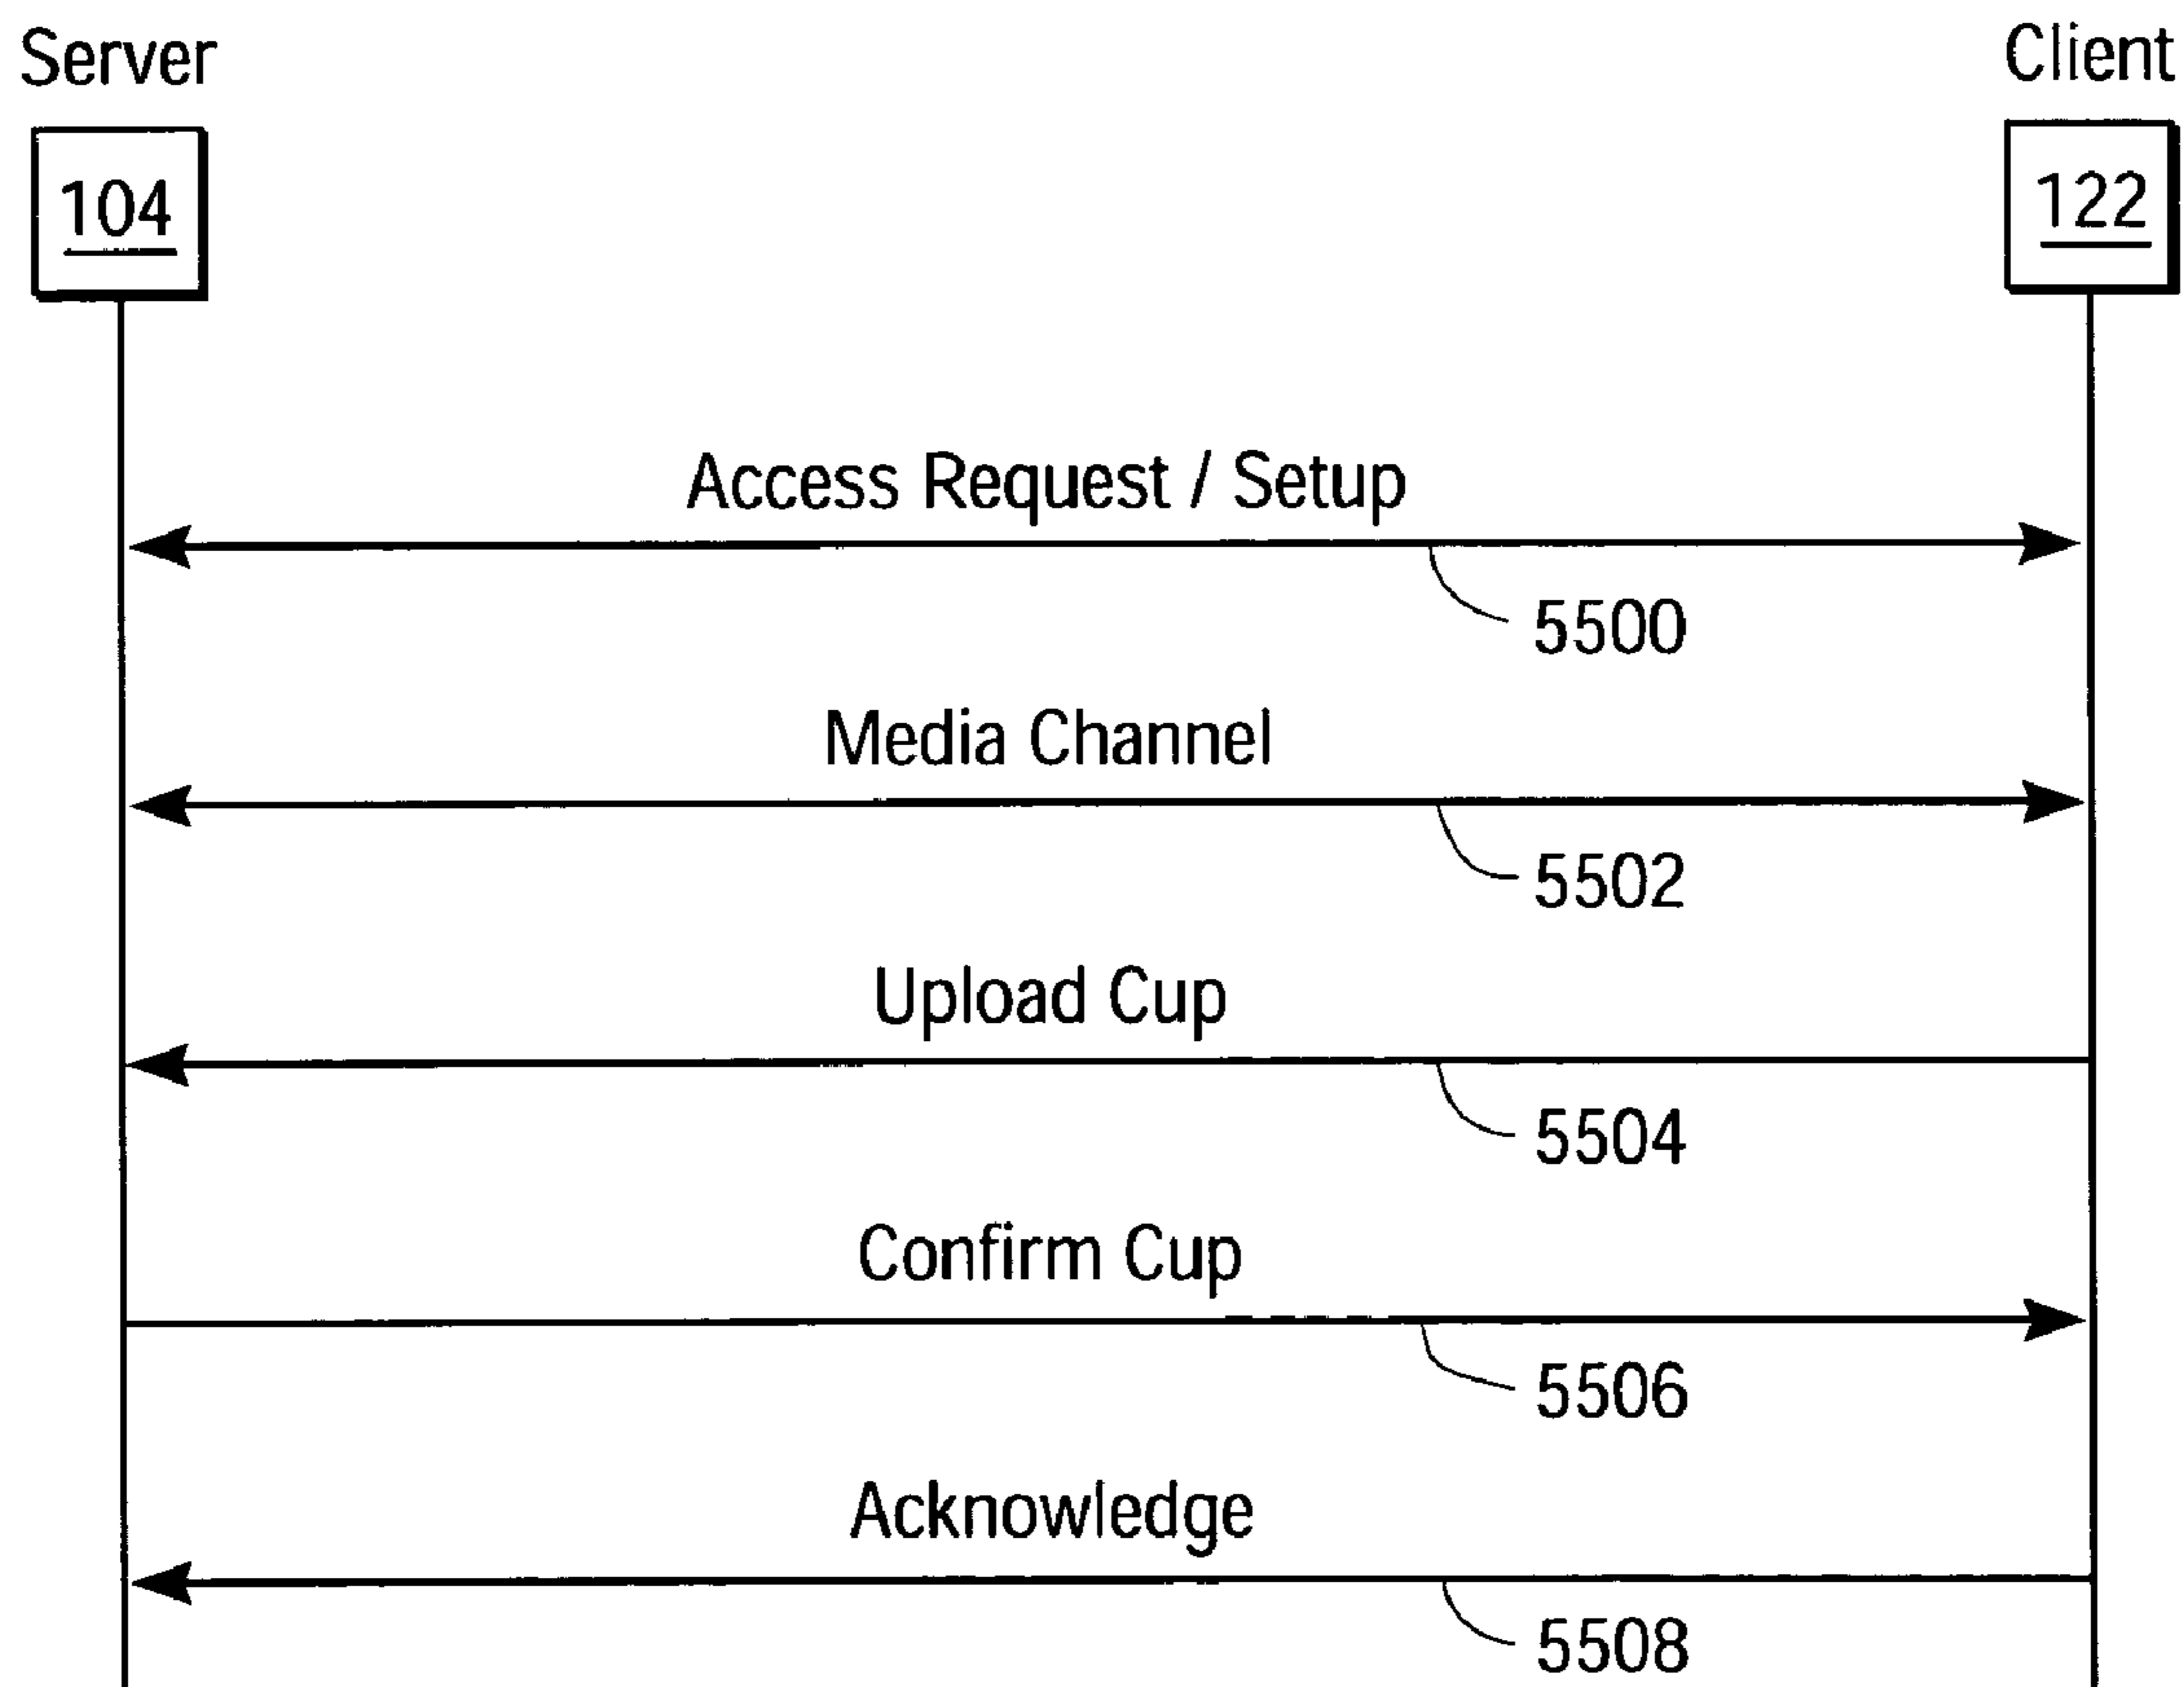 Server
Client
104
122
Access Request / Setup
5500
Media Channel
5502
Upload Cup
5504
Confirm Cup
5506
Acknowledge
5508